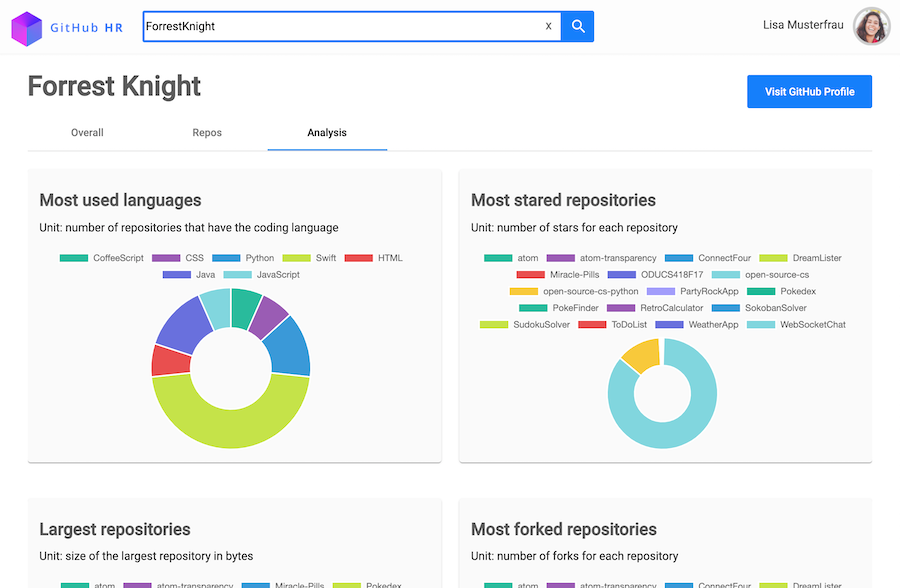 GitHub HR
ForrestKnight x
Lisa Musterfrau
Forrest Knight
Visit GitHub Profile
Overall Repos Analysis
Most used languages
Unit: number of repositories that have the coding language
CoffeeScript CSS Python Swift HTML
Java JavaScript
Most stared repositories
Unit: number of stars for each repository
atom atom-transparency ConnectFour DreamLister
Miracle-Pills ODUCS418F17 open-source-cs
open-source-cs-python PartyRockApp Pokedex
PokeFinder RetroCalculator SokobanSolver
SudokuSolver ToDoList WeatherApp WebSocketChat
Largest repositories
Unit: size of the largest repository in bytes
atom atom-transparency Miracle-Pills Pokedex
Most forked repositories
Unit: number of forks for each repository
atom atom-transparency ConnectFour DreamLister